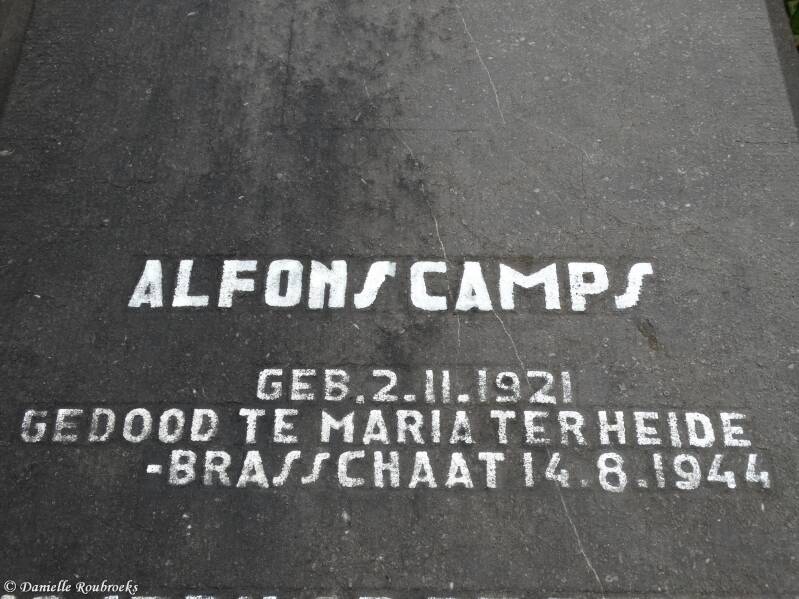 ALFONS CAMPS
GEB. 2.11.1921
GEDOOD TE MARIA TER HEIDE
-BRASSCHAAT 14.8.1944
© Danielle Roubroeks